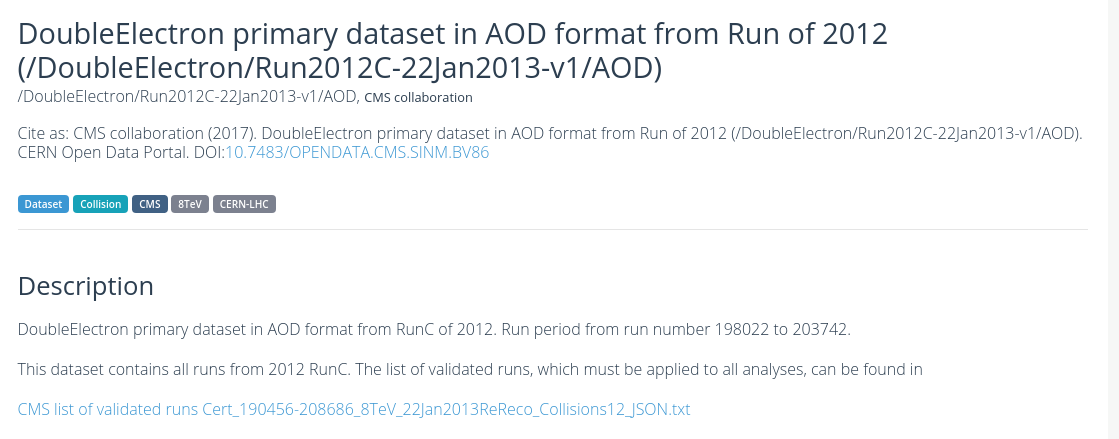 DoubleElectron primary dataset in AOD format from Run of 2012
(/DoubleElectron/Run2012C-22Jan2013-v1/AOD)
/DoubleElectron/Run2012C-22Jan2013-v1/AOD, CMS collaboration
Cite as: CMS collaboration (2017). DoubleElectron primary dataset in AOD format from Run of 2012 (/DoubleElectron/Run2012C-22Jan2013-v1/AOD).
CERN Open Data Portal. DOI:10.7483/OPENDATA.CMS.SINM.BV86
Dataset Collision CMS 8TeV CERN-LHC
Description
DoubleElectron primary dataset in AOD format from RunC of 2012. Run period from run number 198022 to 203742.
This dataset contains all runs from 2012 RunC. The list of validated runs, which must be applied to all analyses, can be found in
CMS list of validated runs Cert_190456-208686_8TeV_22Jan2013ReReco_Collisions12_JSON.txt